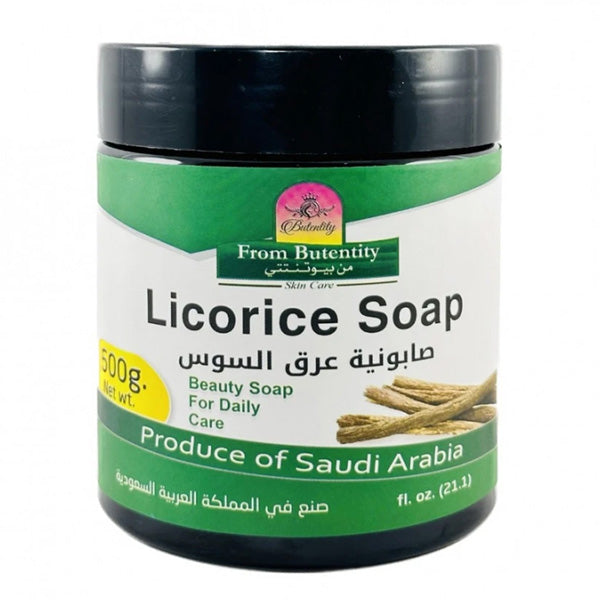 Butentity
From Butentity
من بيوتنتتي
Skin Care
Licorice Soap
صابونية عرق السوس
500g.
Net wt.
Beauty Soap
For Daily
Care
Produce of Saudi Arabia
صنع في المملكة العربية السعودية
fl. oz. (21.1)